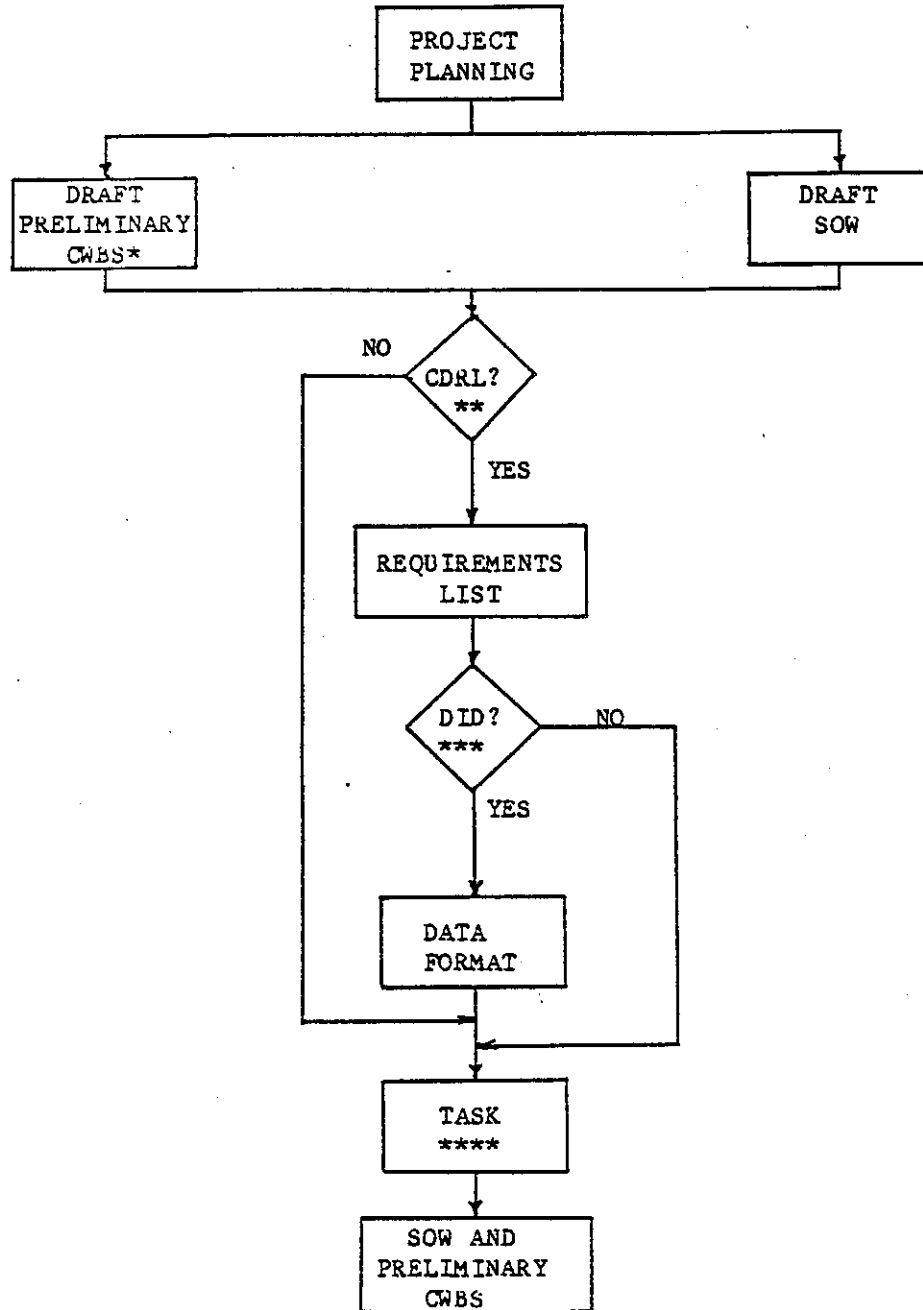 PROJECT
PLANNING
DRAFT
PRELIMINARY
CWBS*
DRAFT
SOW
NO
CDRL?
**
YES
REQUIREMENTS
LIST
DID?
***
NO
YES
DATA
FORMAT
TASK
****
SOW AND
PRELIMINARY
CWBS